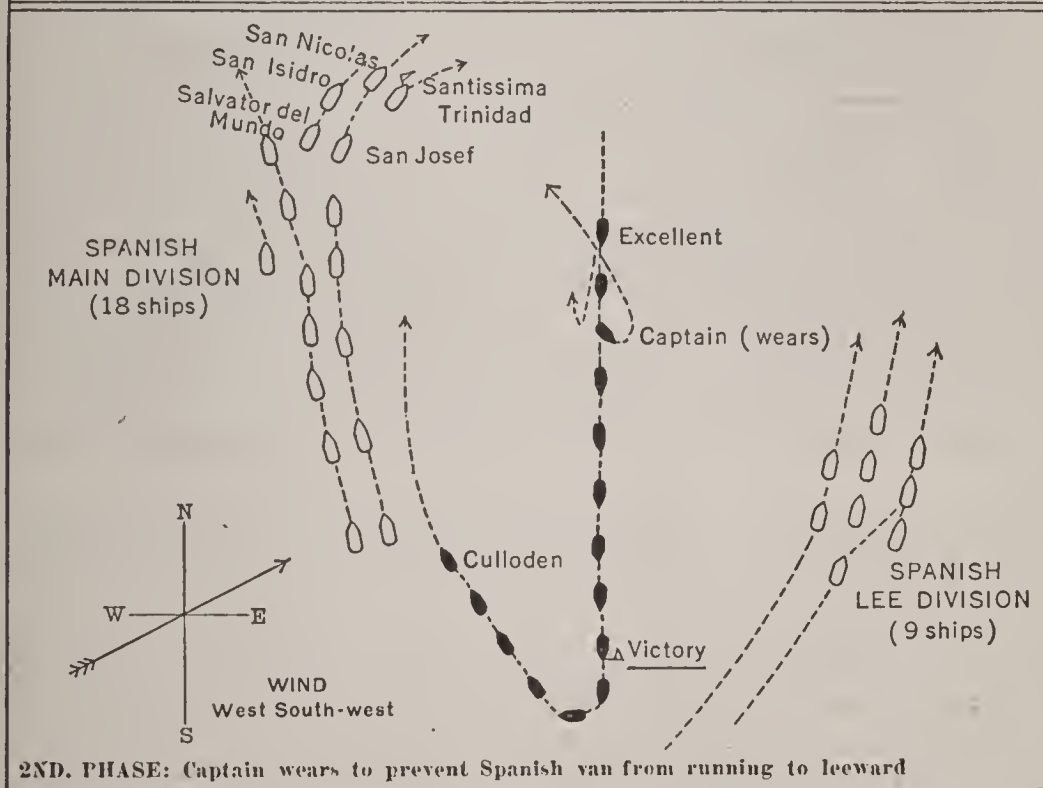 San Nicolas
San Isidro
Santissima
Trinidad
Salvator del
Mundo
San Josef
Excellent
SPANISH
MAIN DIVISION
(18 ships)
Captain (wears)
N
Culloden
SPANISH
LEE DIVISION
(9 ships)
W
E
Victory
WIND
West South-west
S
2ND. PHASE: Captain wears to prevent Spanish van from running to leeward